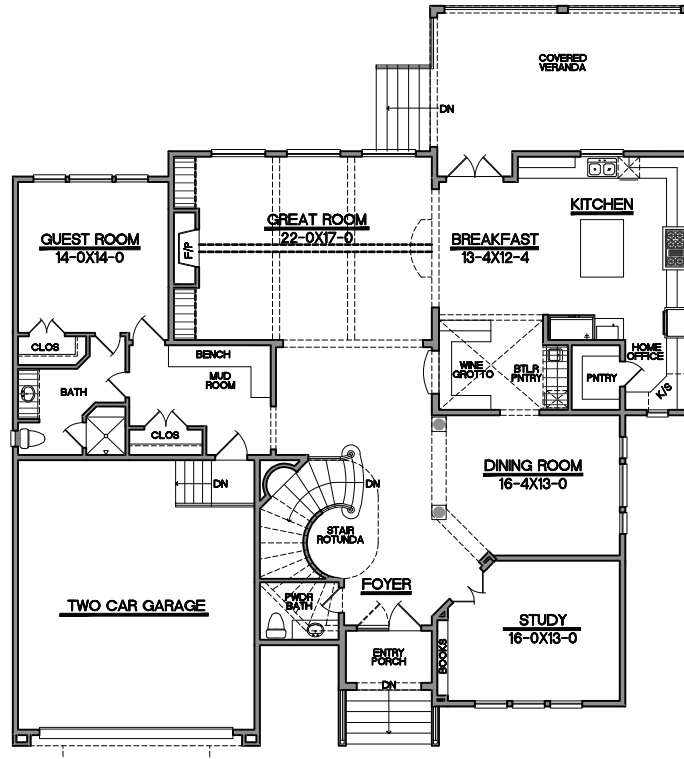 COVERED
VERANDA
DN
KITCHEN
GREAT ROOM
22-0X17-0
GUEST ROOM
14-0X14-0
F/P
BREAKFAST
13-4X12-4
CLOS
BENCH
MUD
ROOM
WINE
GROTTO
BTLR
PNTRY
PNTRY
HOME
OFFICE
K/S
BATH
CLOS
DN
DN
DINING ROOM
16-4X13-0
STAIR
ROTUNDA
FOYER
PWDR
BATH
TWO CAR GARAGE
STUDY
16-0X13-0
BOOKS
ENTRY
PORCH
DN